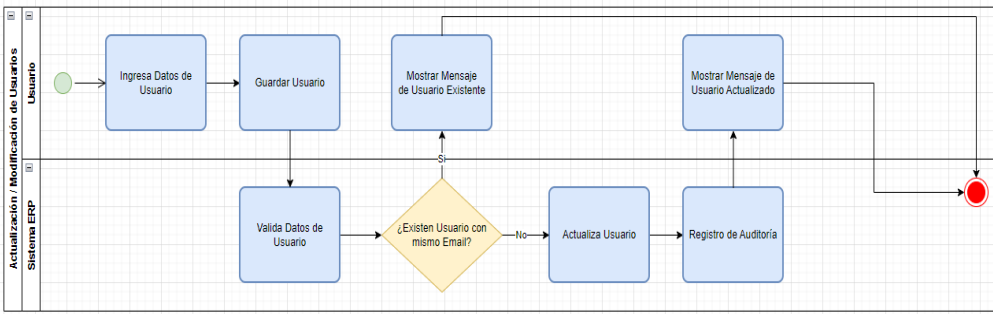 Actualización / Modificación de Usuarios
Usuario
Ingresa Datos de
Usuario
Guardar Usuario
Mostrar Mensaje
de Usuario Existente
Mostrar Mensaje de
Usuario Actualizado
Sistema ERP
Valida Datos de
Usuario
Si
¿Existen Usuario con
mismo Email?
No
Actualiza Usuario
Registro de Auditoría